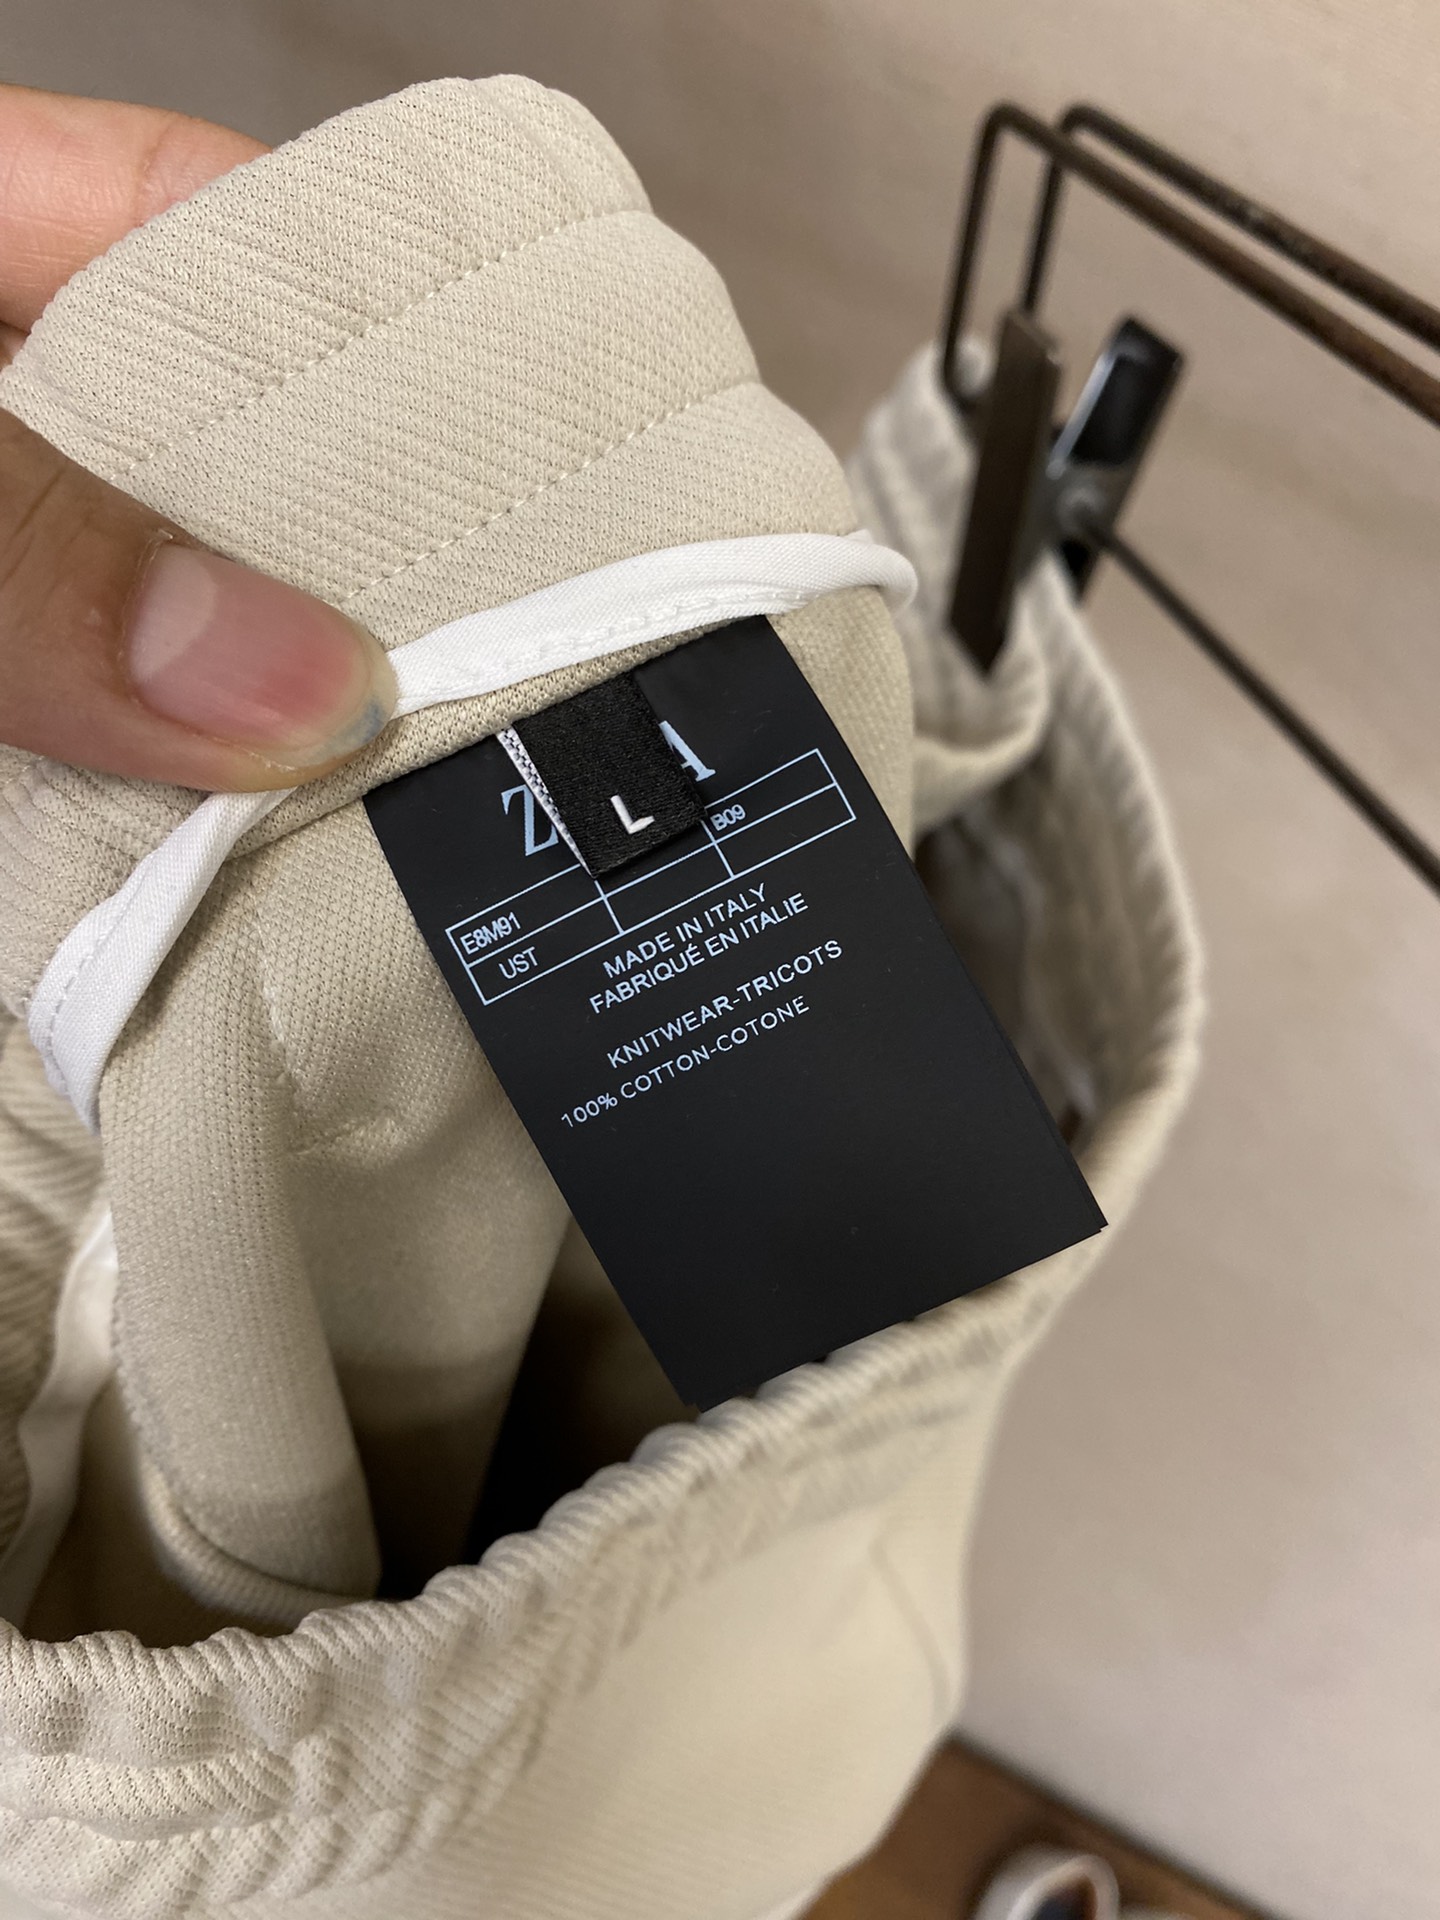 L
E8M91
B09
UST
MADE IN ITALY
FABRIQUÉ EN ITALIE
KNITWEAR-TRICOTS
100% COTTON-COTONE